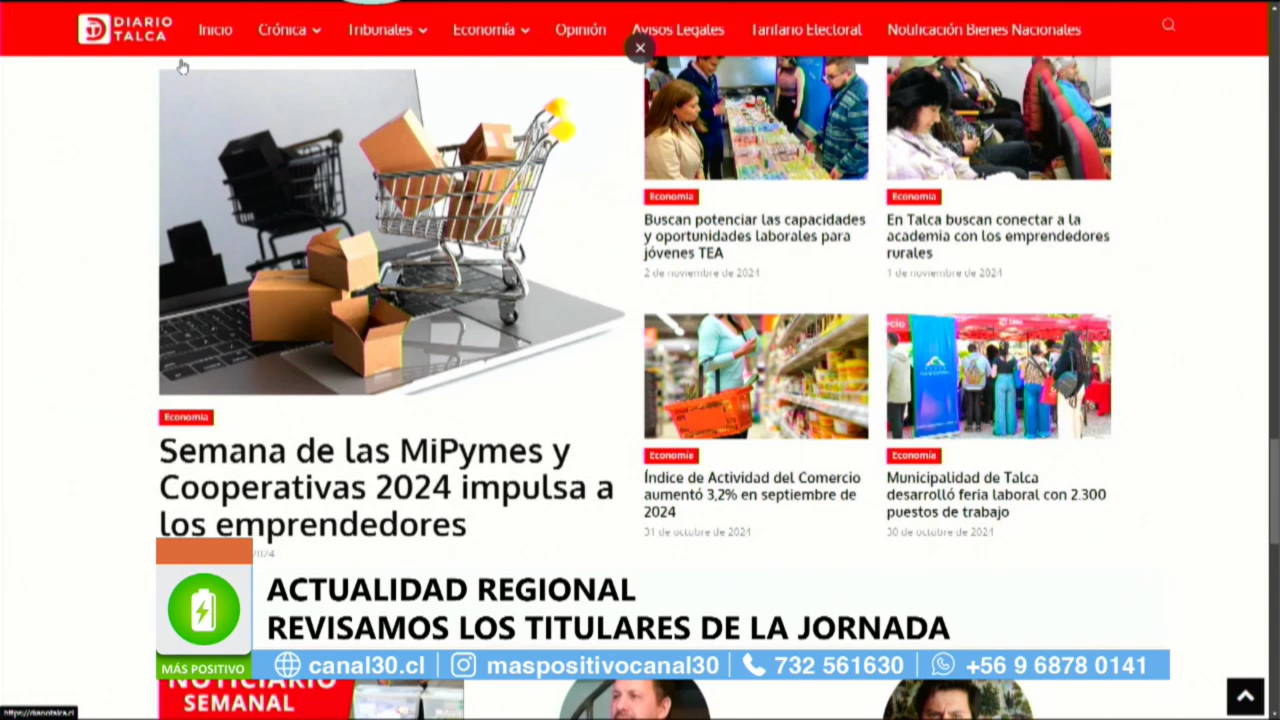 DIARIO
TALCA
Inicio
Crónica
Tribunales
Economía
Opinión
Avisos Legales
Tarifario Electoral
Notificación Bienes Nacionales
Economía
Buscan potenciar las capacidades
y oportunidades laborales para
jóvenes TEA
2 de noviembre de 2024
Economía
En Talca buscan conectar a la
academia con los emprendedores
rurales
1 de noviembre de 2024
Economía
Semana de las MiPymes y
Cooperativas 2024 impulsa a
los emprendedores
2024
Economía
Índice de Actividad del Comercio
aumentó 3,2% en septiembre de
2024
31 de octubre de 2024
Economía
Municipalidad de Talca
desarrolló feria laboral con 2.300
puestos de trabajo
30 de octubre de 2024
ACTUALIDAD REGIONAL
REVISAMOS LOS TITULARES DE LA JORNADA
MÁS POSITIVO
canal30.cl
maspositivocanal30
732 561630
+56 9 6878 0141
NOTICIARIO
SEMANAL
https://diariotalca.cl